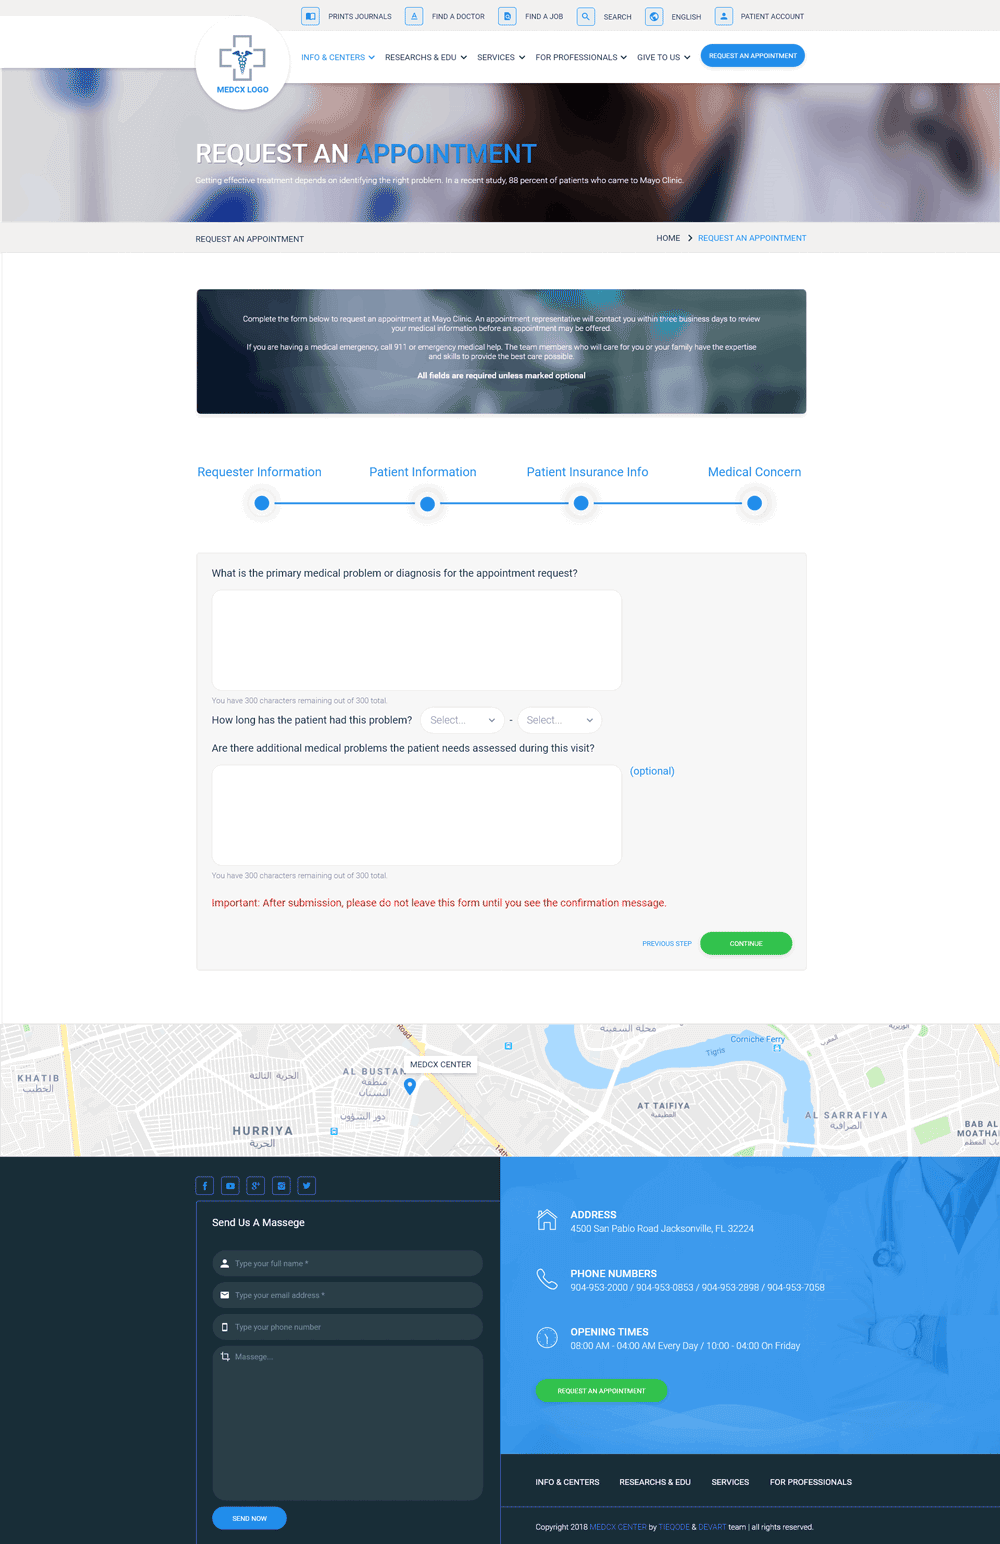 PRINTS JOURNALS
FIND A DOCTOR
FIND A JOB
SEARCH
ENGLISH
PATIENT ACCOUNT
MEDCX LOGO
INFO & CENTERS
RESEARCHS & EDU
SERVICES
FOR PROFESSIONALS
GIVE TO US
REQUEST AN APPOINTMENT
REQUEST AN APPOINTMENT
Getting effective treatment depends on identifying the right problem. In a recent study, 88 percent of patients who came to Mayo Clinic.
REQUEST AN APPOINTMENT
HOME
REQUEST AN APPOINTMENT
Complete the form below to request an appointment at Mayo Clinic. An appointment representative will contact you within three business days to review
your medical information before an appointment may be offered.
If you are having a medical emergency, call 911 or emergency medical help. The team members who will care for you or your family have the expertise
and skills to provide the best care possible.
All fields are required unless marked optional
Requester Information
Patient Information
Patient Insurance Info
Medical Concern
What is the primary medical problem or diagnosis for the appointment request?
You have 300 characters remaining out of 300 total.
How long has the patient had this problem?
Select...
-
Select...
Are there additional medical problems the patient needs assessed during this visit?
(optional)
You have 300 characters remaining out of 300 total.
Important: After submission, please do not leave this form until you see the confirmation message.
PREVIOUS STEP
CONTINUE
Road
محلة السفينة
Corniche Ferry
Tigris
MEDCX CENTER
KHATIB
الخطيب
الحرية الثالثة
AL BUSTAN
منطقة
البستان
دور الشؤون
HURRIYA
الحرية
14th
AT TAIFIYA
العطيفية
AL SARRAFIYA
الصرافية
BAB AL
MOATHAM
باب المعظم
Send Us A Massege
Type your full name *
Type your email address *
Type your phone number
Massege...
SEND NOW
ADDRESS
4500 San Pablo Road Jacksonville, FL 32224
PHONE NUMBERS
904-953-2000 / 904-953-0853 / 904-953-2898 / 904-953-7058
OPENING TIMES
08:00 AM - 04:00 AM Every Day / 10:00 - 04:00 On Friday
REQUEST AN APPOINTMENT
INFO & CENTERS
RESEARCHS & EDU
SERVICES
FOR PROFESSIONALS
Copyright 2018 MEDCX CENTER by TIEQODE & DEVART team | all rights reserved.